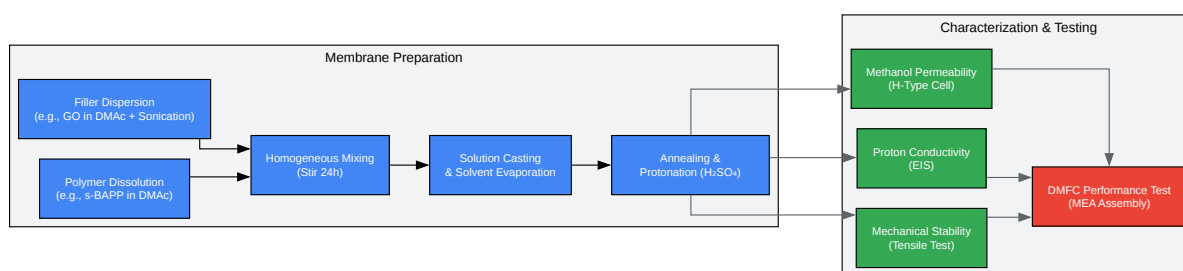 Membrane Preparation
Filler Dispersion
(e.g., GO in DMAc + Sonication)
Polymer Dissolution
(e.g., s-BAPP in DMAc)
Homogeneous Mixing
(Stir 24h)
Solution Casting
& Solvent Evaporation
Annealing &
Protonation (H₂SO₄)
Characterization & Testing
Methanol Permeability
(H-Type Cell)
Proton Conductivity
(EIS)
Mechanical Stability
(Tensile Test)
DMFC Performance Test
(MEA Assembly)